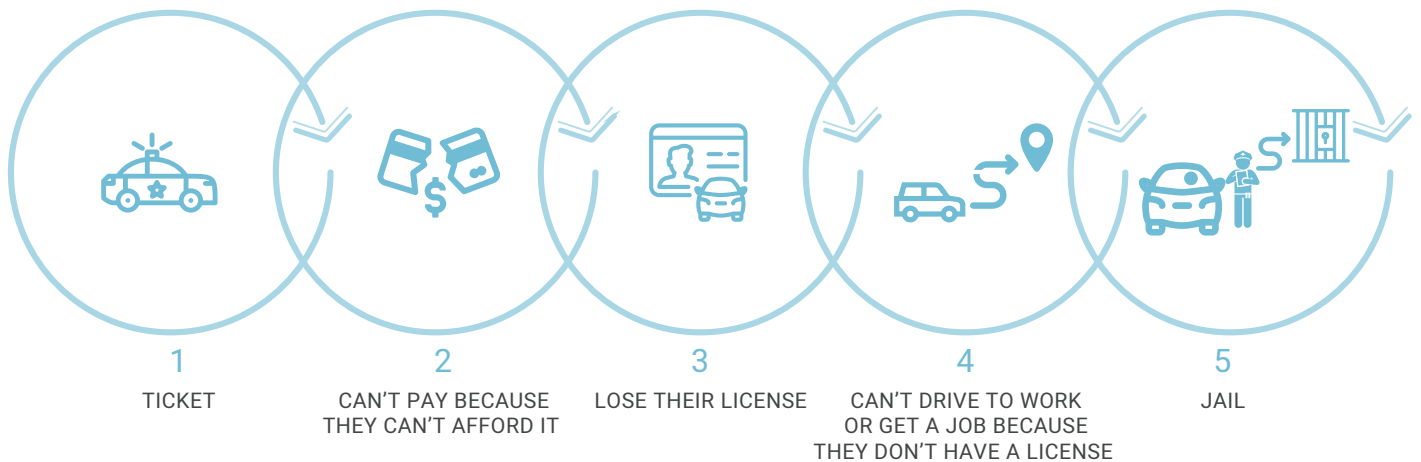 1
TICKET
2
CAN'T PAY BECAUSE
THEY CAN'T AFFORD IT
3
LOSE THEIR LICENSE
4
CAN'T DRIVE TO WORK
OR GET A JOB BECAUSE
THEY DON'T HAVE A LICENSE
5
JAIL
$